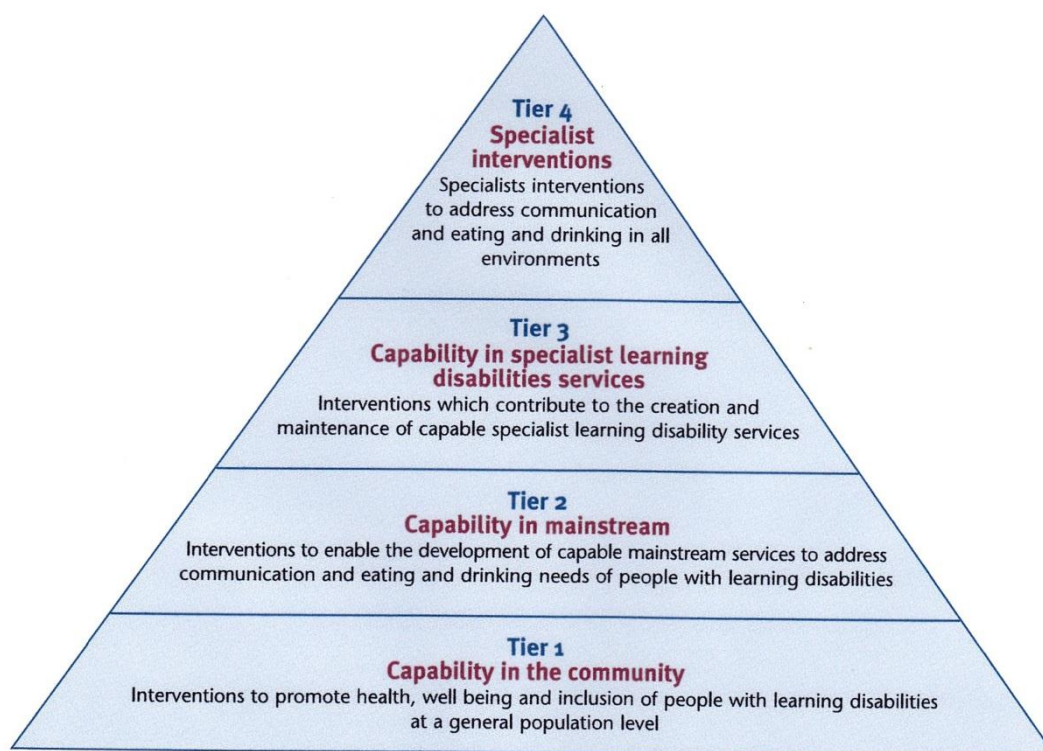 Tier 4
Specialist
interventions
Specialists interventions
to address communication
and eating and drinking in all
environments
Tier 3
Capability in specialist learning
disabilities services
Interventions which contribute to the creation and
maintenance of capable specialist learning disability services
Tier 2
Capability in mainstream
Interventions to enable the development of capable mainstream services to address
communication and eating and drinking needs of people with learning disabilities
Tier 1
Capability in the community
Interventions to promote health, well being and inclusion of people with learning disabilities
at a general population level